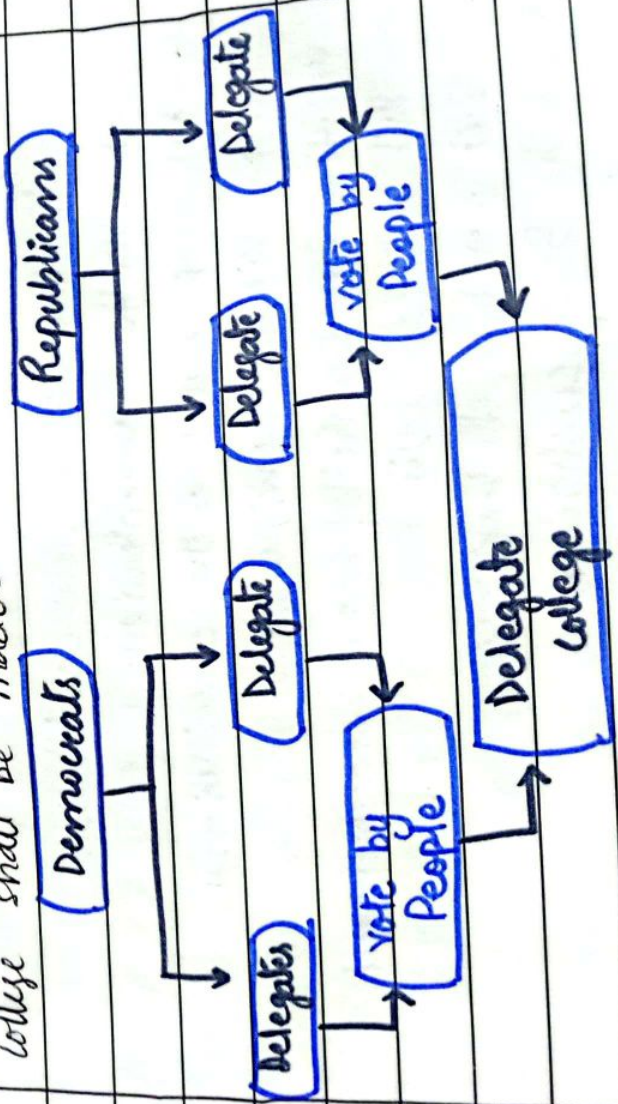 College shall be
Democrats
Republicans
Delegates
Delegate
Delegate
Delegate
vote by
People
vote by
People
Delegate
College